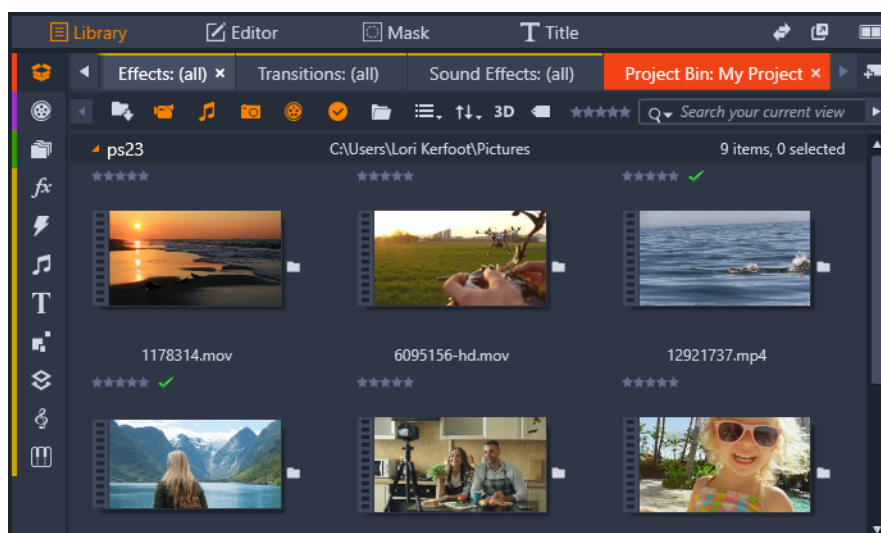 Library Editor Mask Title
Effects: (all) × Transitions: (all) Sound Effects: (all) Project Bin: My Project ×
3D Search your current view
ps23 C:\Users\Lori Kerfoot\Pictures 9 items, 0 selected
1178314.mov 6095156-hd.mov 12921737.mp4
fx
T